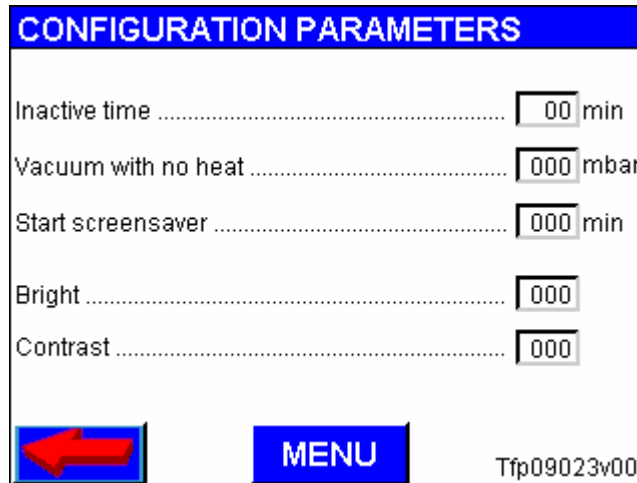 CONFIGURATION PARAMETERS
Inactive time ........................................................ 00 min
Vacuum with no heat ........................................ 000 mbar
Start screensaver .............................................. 000 min
Bright .................................................................. 000
Contrast .............................................................. 000
MENU
Tfp09023v00